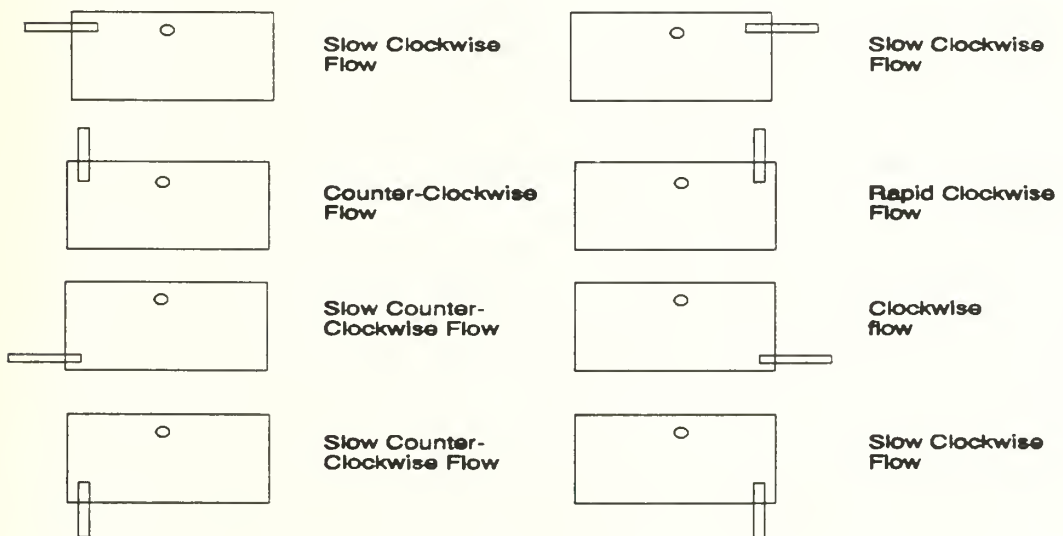 Slow Clockwise
Flow
Slow Clockwise
Flow
Counter-Clockwise
Flow
Rapid Clockwise
Flow
Slow Counter-
Clockwise Flow
Clockwise
flow
Slow Counter-
Clockwise Flow
Slow Clockwise
Flow